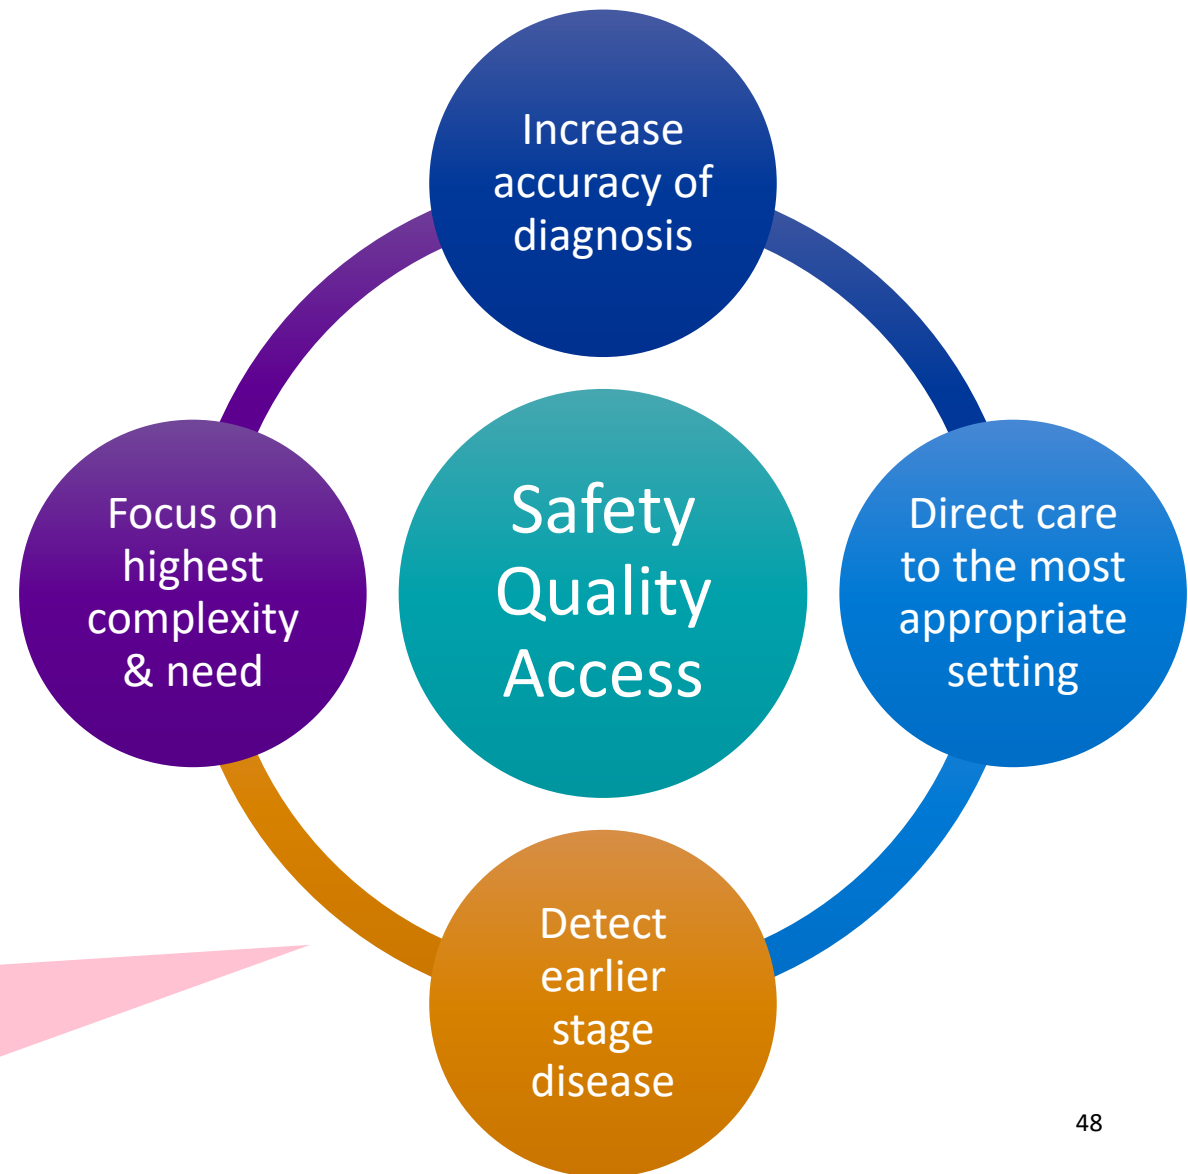 Increase
accuracy of
diagnosis
Focus on
highest
complexity
& need
Safety
Quality
Access
Direct care
to the most
appropriate
setting
Detect
earlier
stage
disease
48